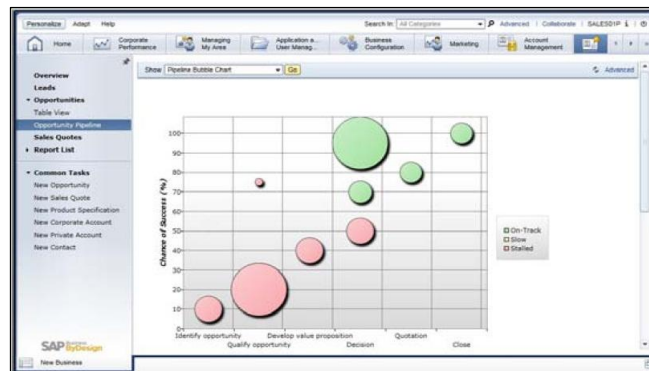 Personalize Adapt Help Search In: All Categories Advanced Collaborate SALES01P
Home Corporate Performance Managing My Area Application a... User Manag... Business Configuration Marketing Account Management
Show Pipeline Bubble Chart Go Advanced
Overview
Leads
Opportunities
Table View
Opportunity Pipeline
Sales Quotes
Report List
Common Tasks
New Opportunity
New Sales Quote
New Product Specification
New Corporate Account
New Private Account
New Contact
SAP Business ByDesign
New Business
Chance of Success (%)
100
90
80
70
60
50
40
30
20
10
0
Identify opportunity Develop value proposition Quotation
Qualify opportunity Decision Close
On-Track
Slow
Stalled